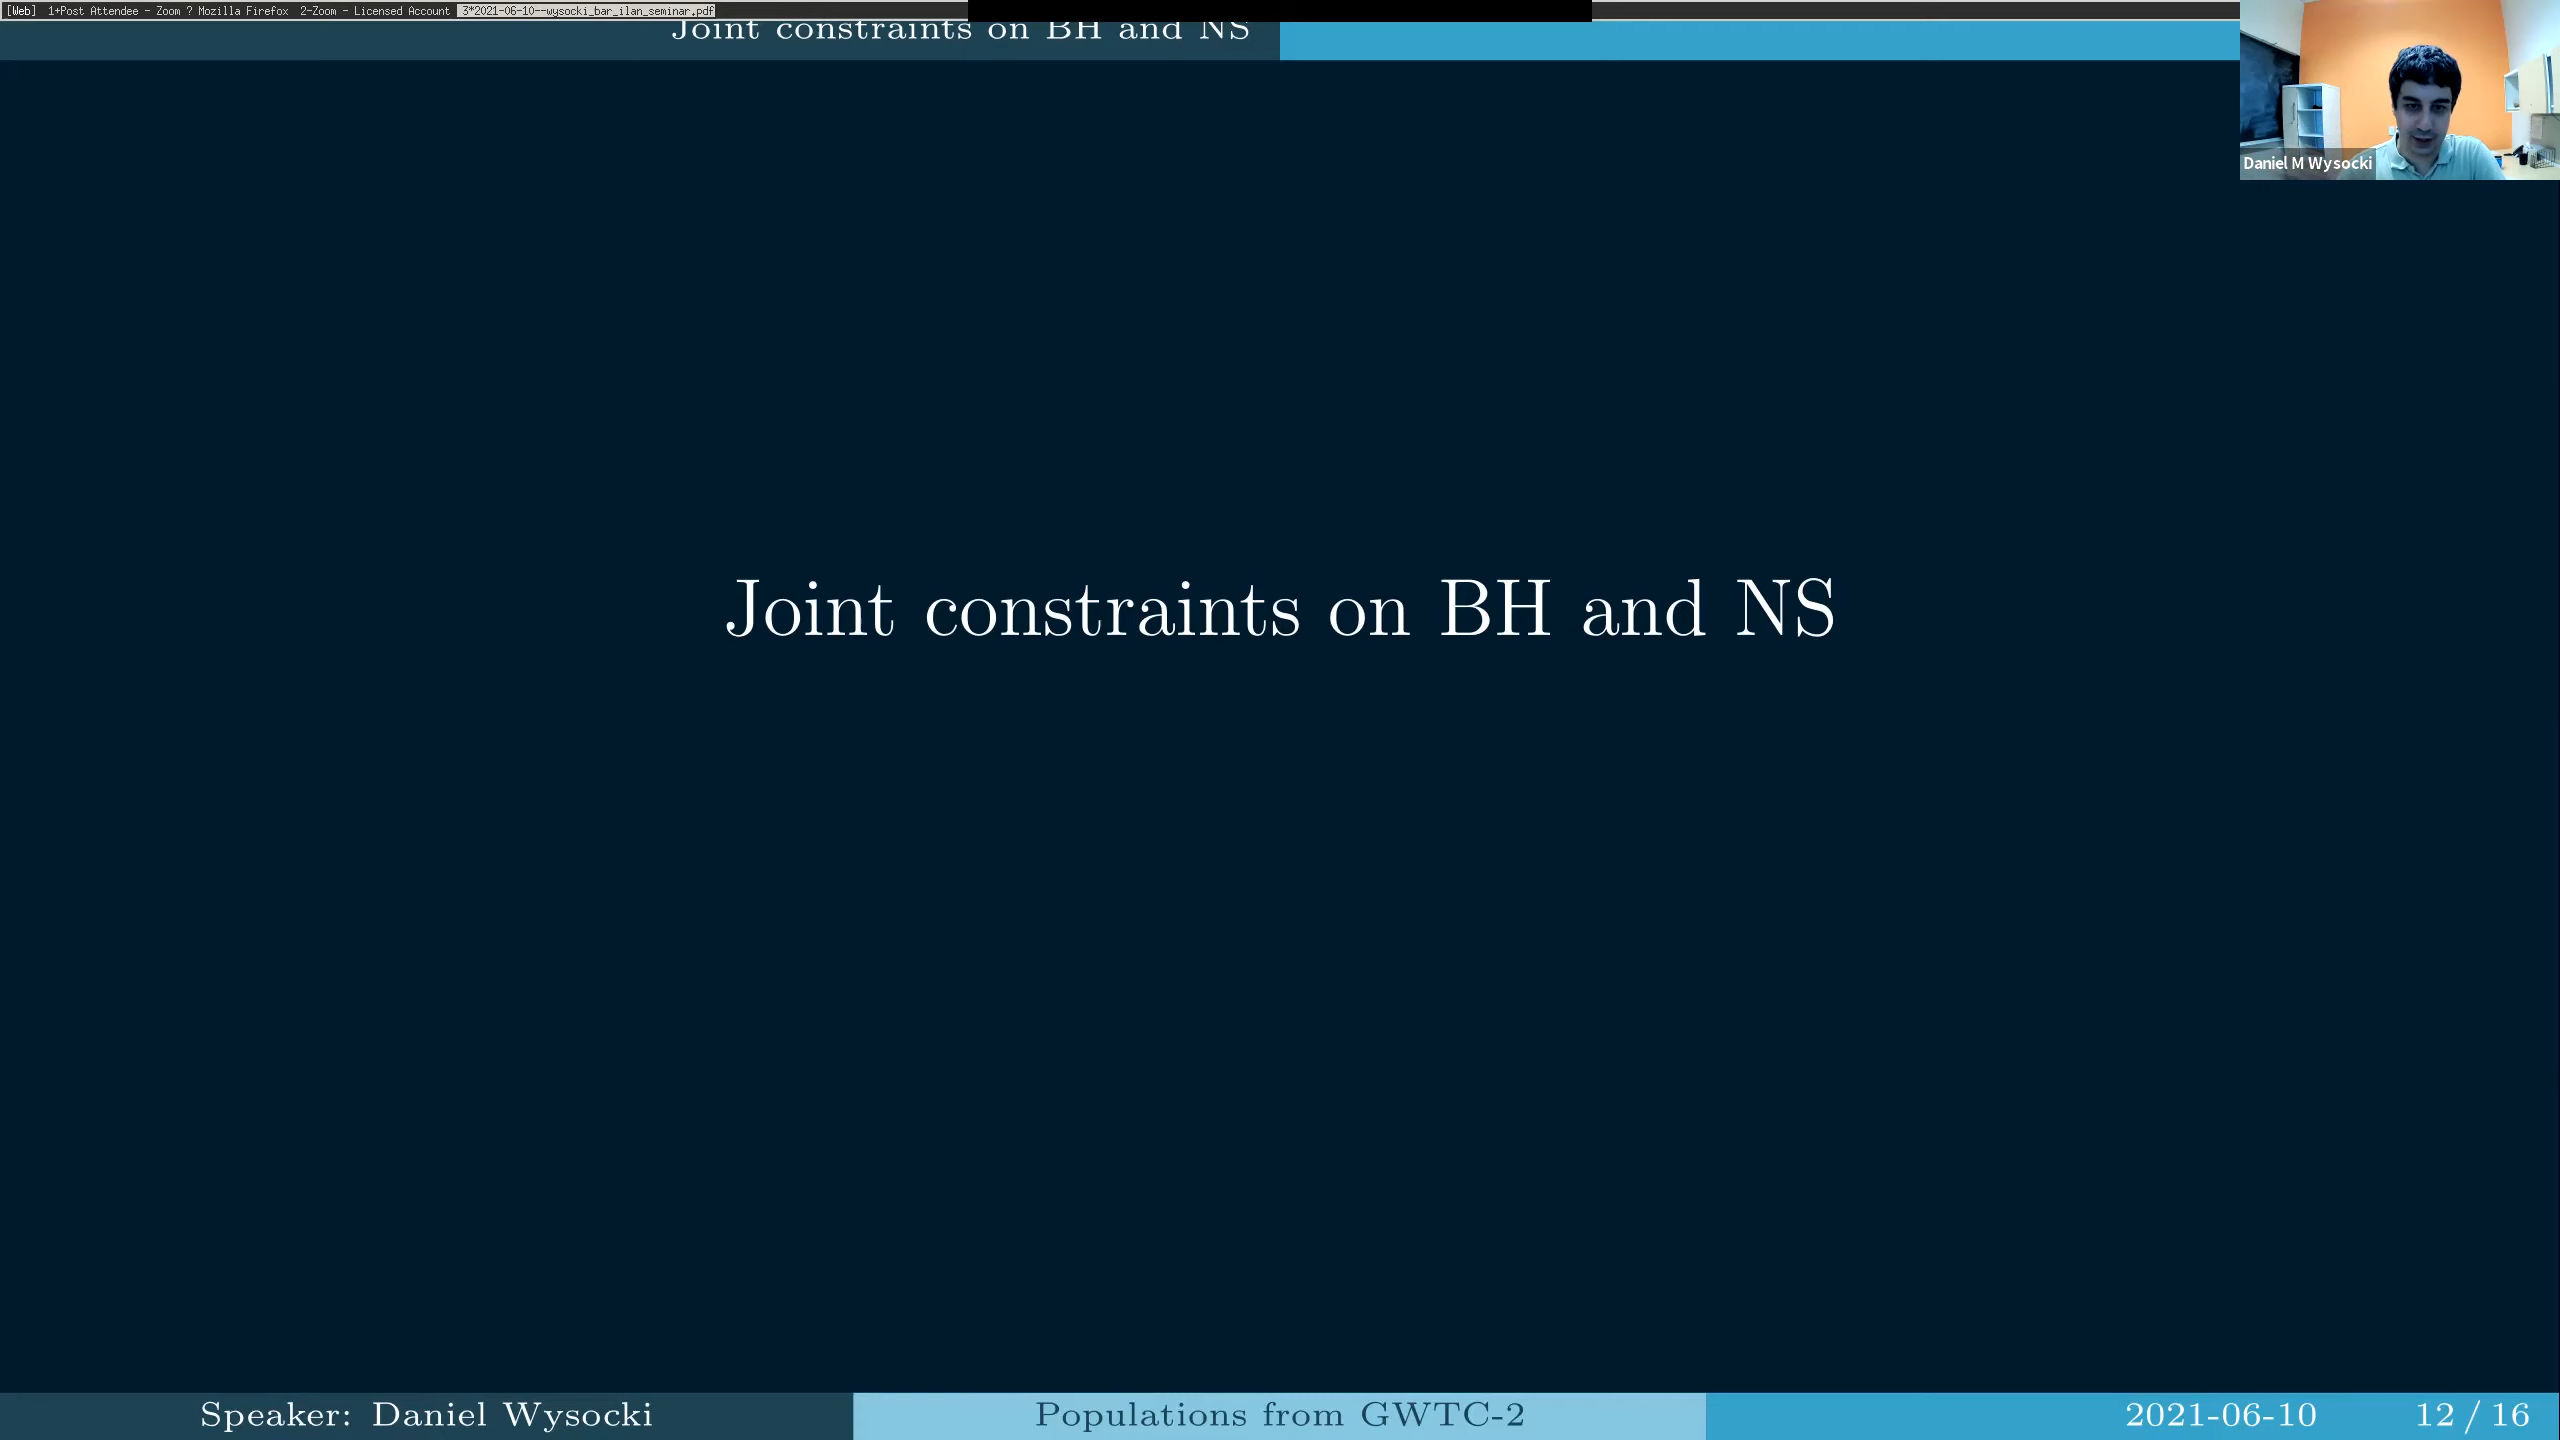 [Web] 1+Post Attendee - Zoom ? Mozilla Firefox 2-Zoom - Licensed Account 3*2021-06-10--wysocki_bar_ilan_seminar.pdf
Joint constraints on BH and NS
Daniel M Wysocki
Joint constraints on BH and NS
Speaker: Daniel Wysocki Populations from GWTC-2 2021-06-10 12 / 16